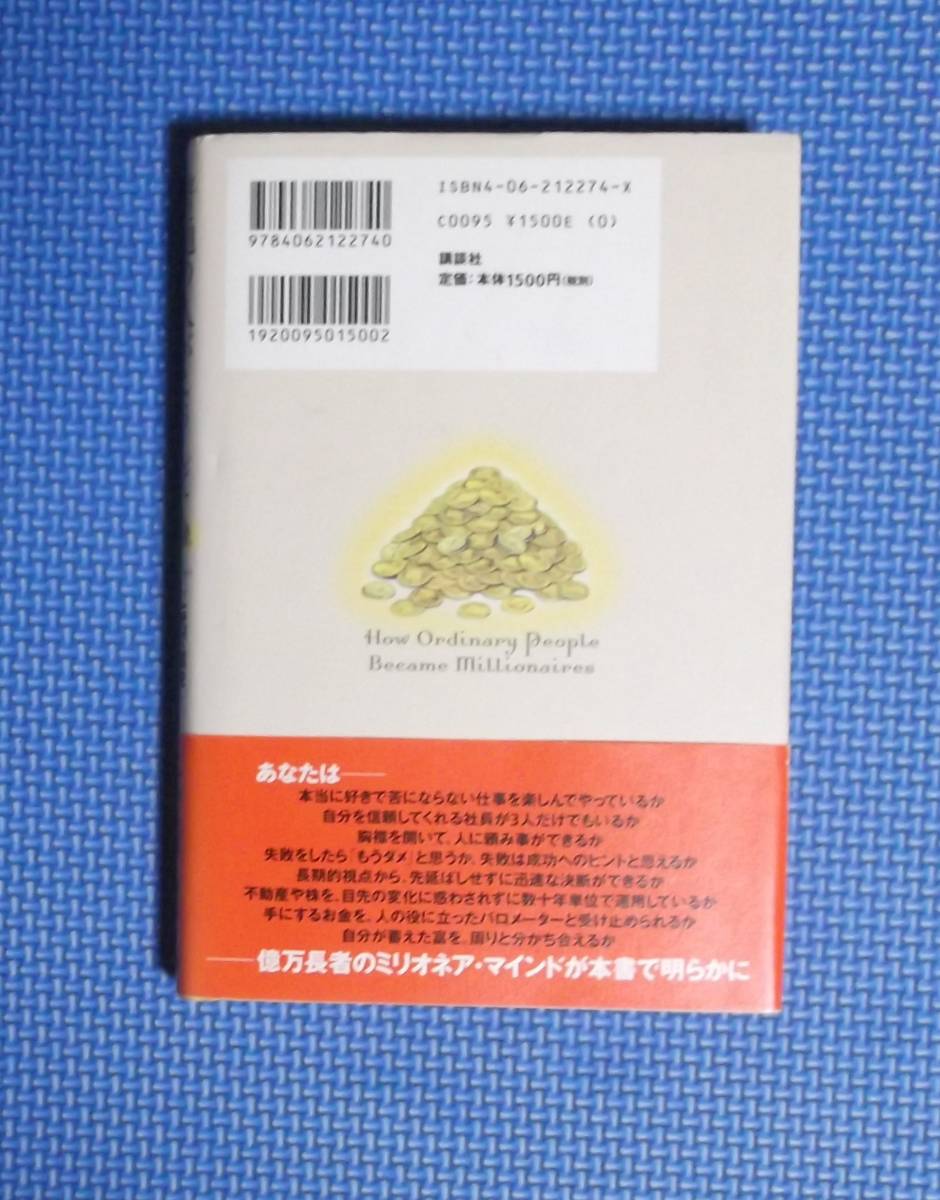 ISBN4-06-212274-X
C0095 ¥1500E (0)
9784062122740
講談社
定価：本体1500円(税別)
1920095015002
How Ordinary People
Became Millionaires
あなたは――
本当に好きで苦にならない仕事を楽しんでやっているか
自分を信頼してくれる社員が3人だけでもいるか
胸襟を開いて、人に頼み事ができるか
失敗をしたら「もうダメ」と思うか、失敗は成功へのヒントと思えるか
長期的視点から、先延ばしせずに迅速な決断ができるか
不動産や株を、目先の変化に惑わされずに数十年単位で運用しているか
手にするお金を、人の役に立ったバロメーターと受け止められるか
自分が蓄えた富を、周りと分かち合えるか
――億万長者のミリオネア・マインドが本書で明らかに